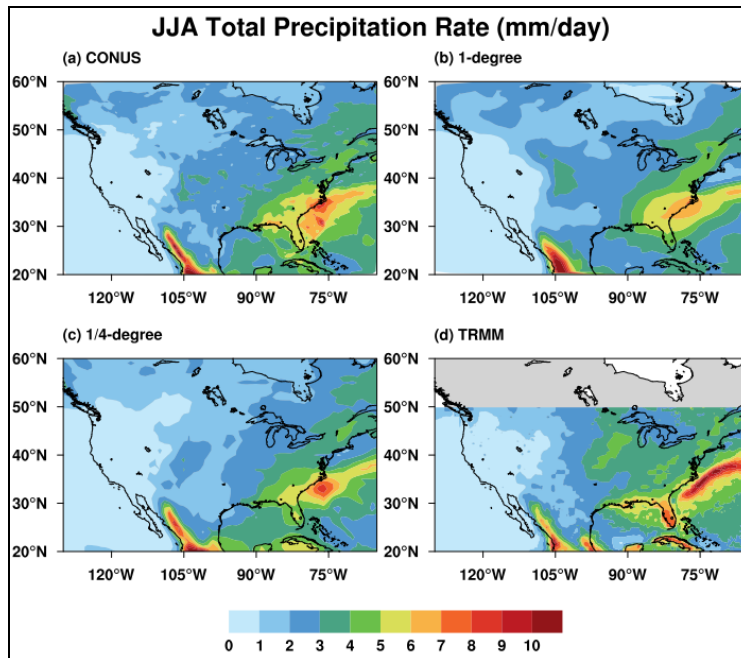 JJA Total Precipitation Rate (mm/day)
(a) CONUS
(b) 1-degree
60°N
50°N
40°N
30°N
20°N
120°W 105°W 90°W 75°W
60°N
50°N
40°N
30°N
20°N
120°W 105°W 90°W 75°W
(c) 1/4-degree
(d) TRMM
60°N
50°N
40°N
30°N
20°N
120°W 105°W 90°W 75°W
60°N
50°N
40°N
30°N
20°N
120°W 105°W 90°W 75°W
0 1 2 3 4 5 6 7 8 9 10